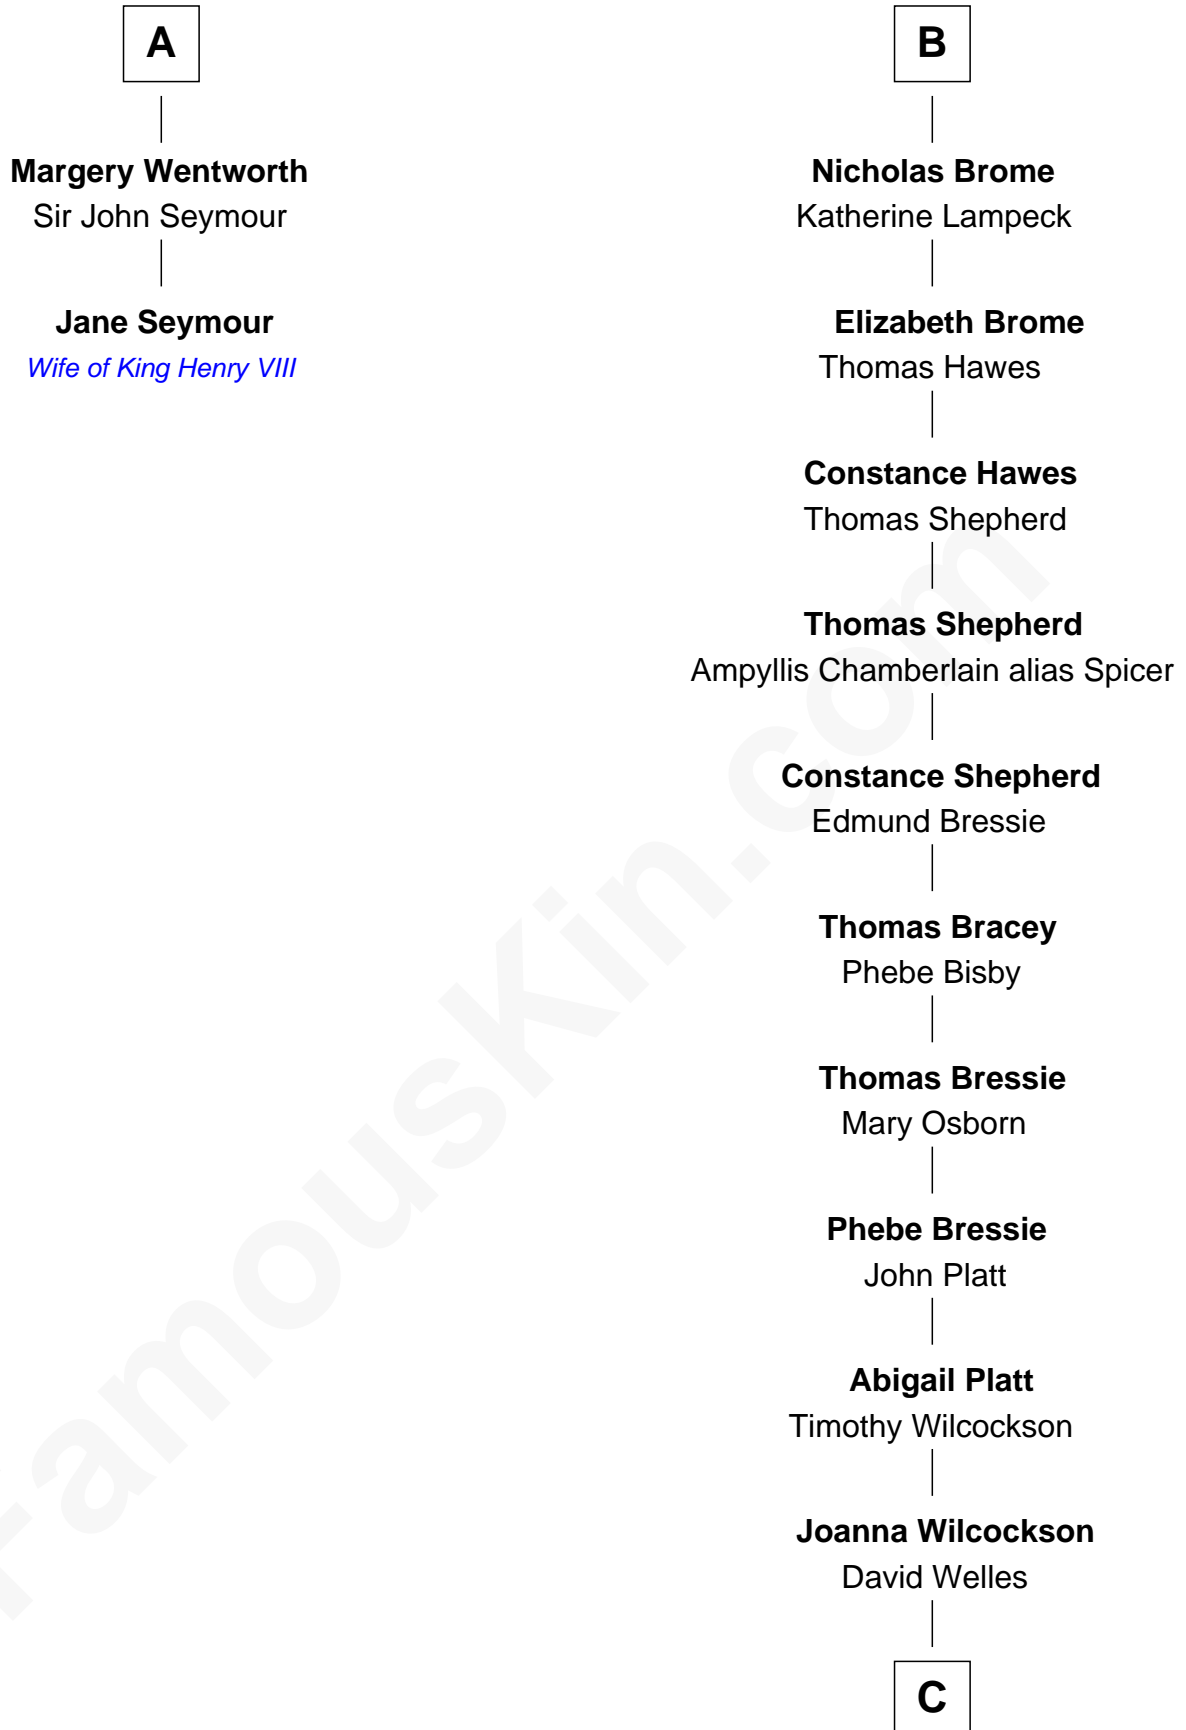 A
Margery Wentworth
Sir John Seymour
Jane Seymour
Wife of King Henry VIII
B
Nicholas Brome
Katherine Lampeck
Elizabeth Brome
Thomas Hawes
Constance Hawes
Thomas Shepherd
Thomas Shepherd
Ampyllis Chamberlain alias Spicer
Constance Shepherd
Edmund Bressie
Thomas Bracey
Phebe Bisby
Thomas Bressie
Mary Osborn
Phebe Bressie
John Platt
Abigail Platt
Timothy Wilcockson
Joanna Wilcockson
David Welles
C
FamousKin.com